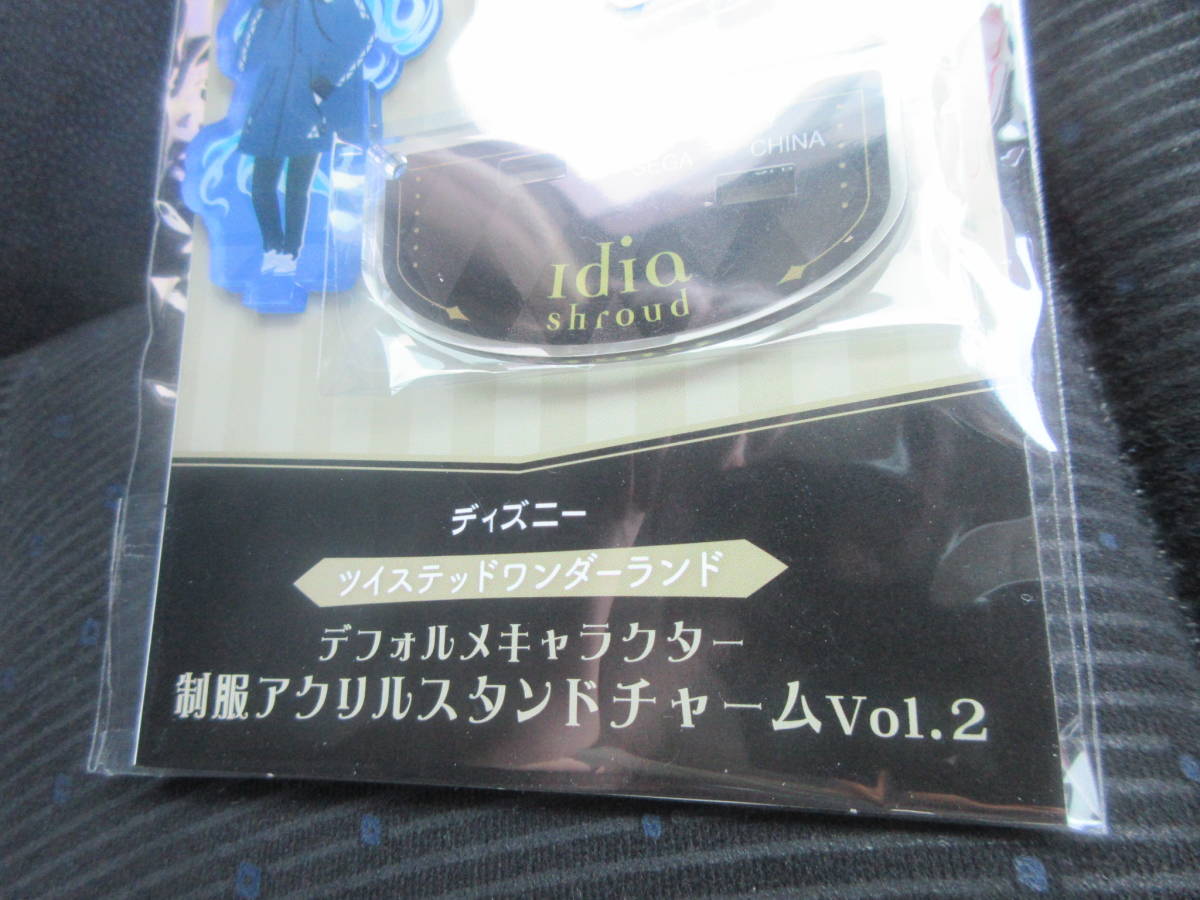 SEGA CHINA
Idia
shroud
ディズニー
ツイステッドワンダーランド
デフォルメキャラクター
制服アクリルスタンドチャームVol.2